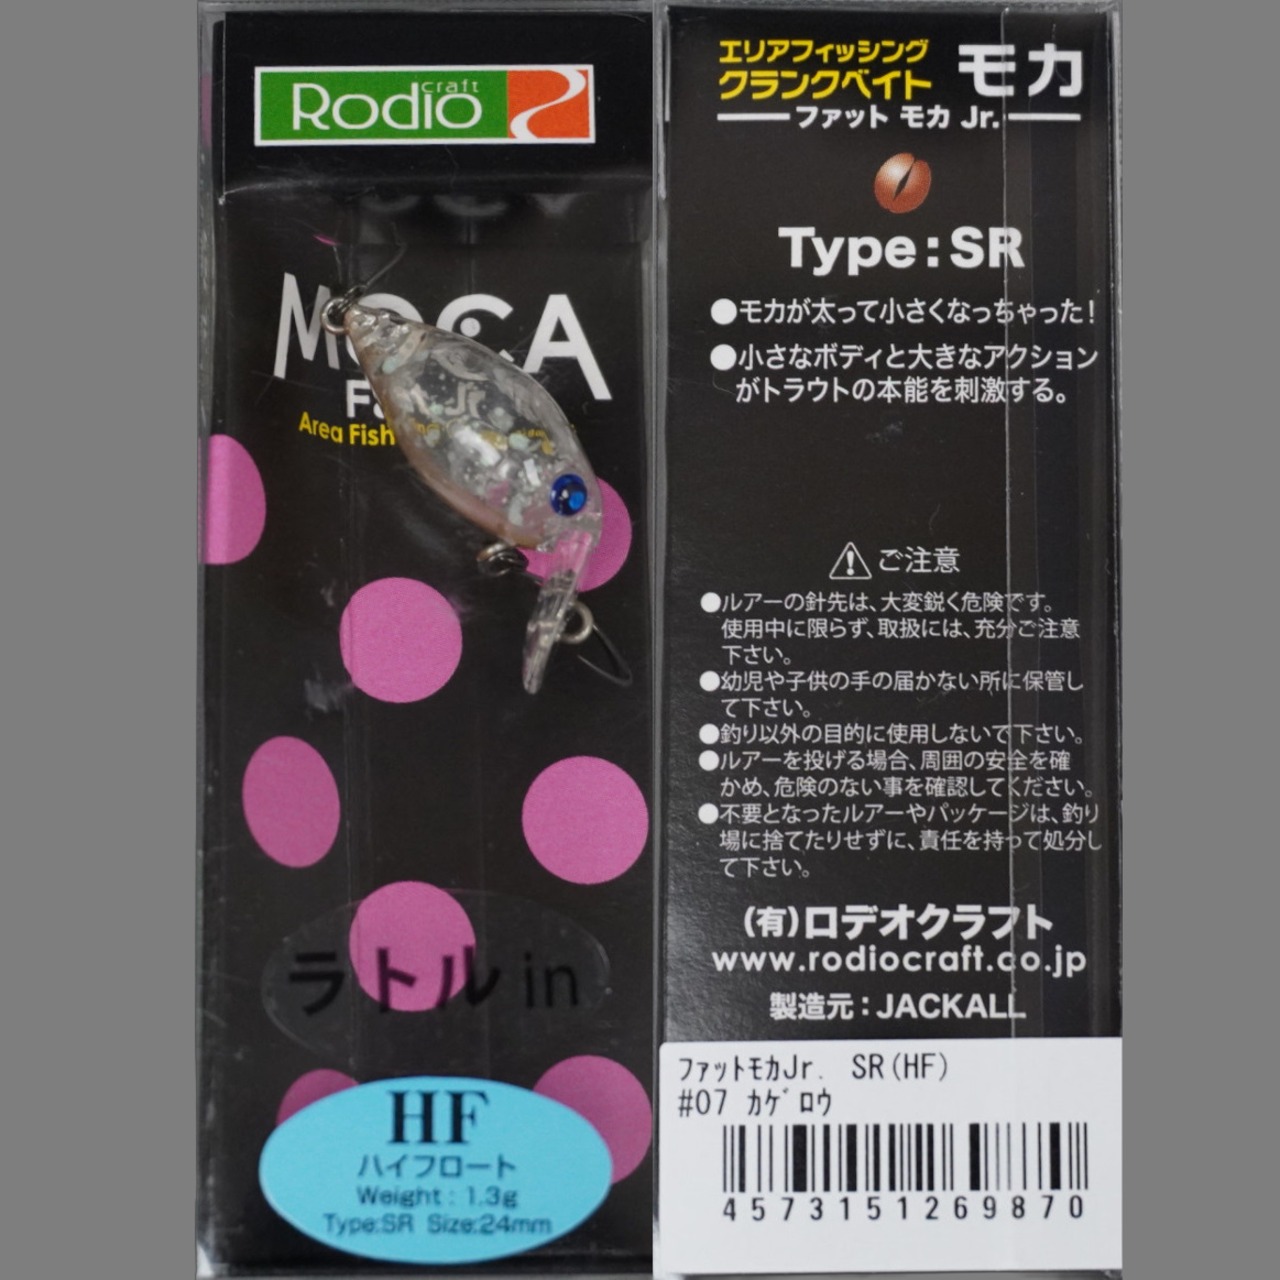 Rodio
craft
MOCA
Area Fish
ラトル in
HF
ハイフロート
Weight : 1.3g
Type:SR Size:24mm
エリアフィッシング
クランクベイト モカ
ファット モカ Jr.
Type : SR
●モカが太って小さくなっちゃった!
●小さなボディと大きなアクション
がトラウトの本能を刺激する。
ご注意
●ルアーの針先は、大変鋭く危険です。
使用中に限らず、取扱には、充分ご注意
下さい。
●幼児や子供の手の届かない所に保管し
て下さい。
●釣り以外の目的に使用しないで下さい。
●ルアーを投げる場合、周囲の安全を確
かめ、危険のない事を確認してください。
●不要となったルアーやパッケージは、釣り
場に捨てたりせずに、責任を持って処分し
て下さい。
(有)ロデオクラフト
www.rodiocraft.co.jp
製造元 : JACKALL
ﾌｧｯﾄﾓｶJr. SR(HF)
#07 ｶｹﾞﾛｳ
4573151269870